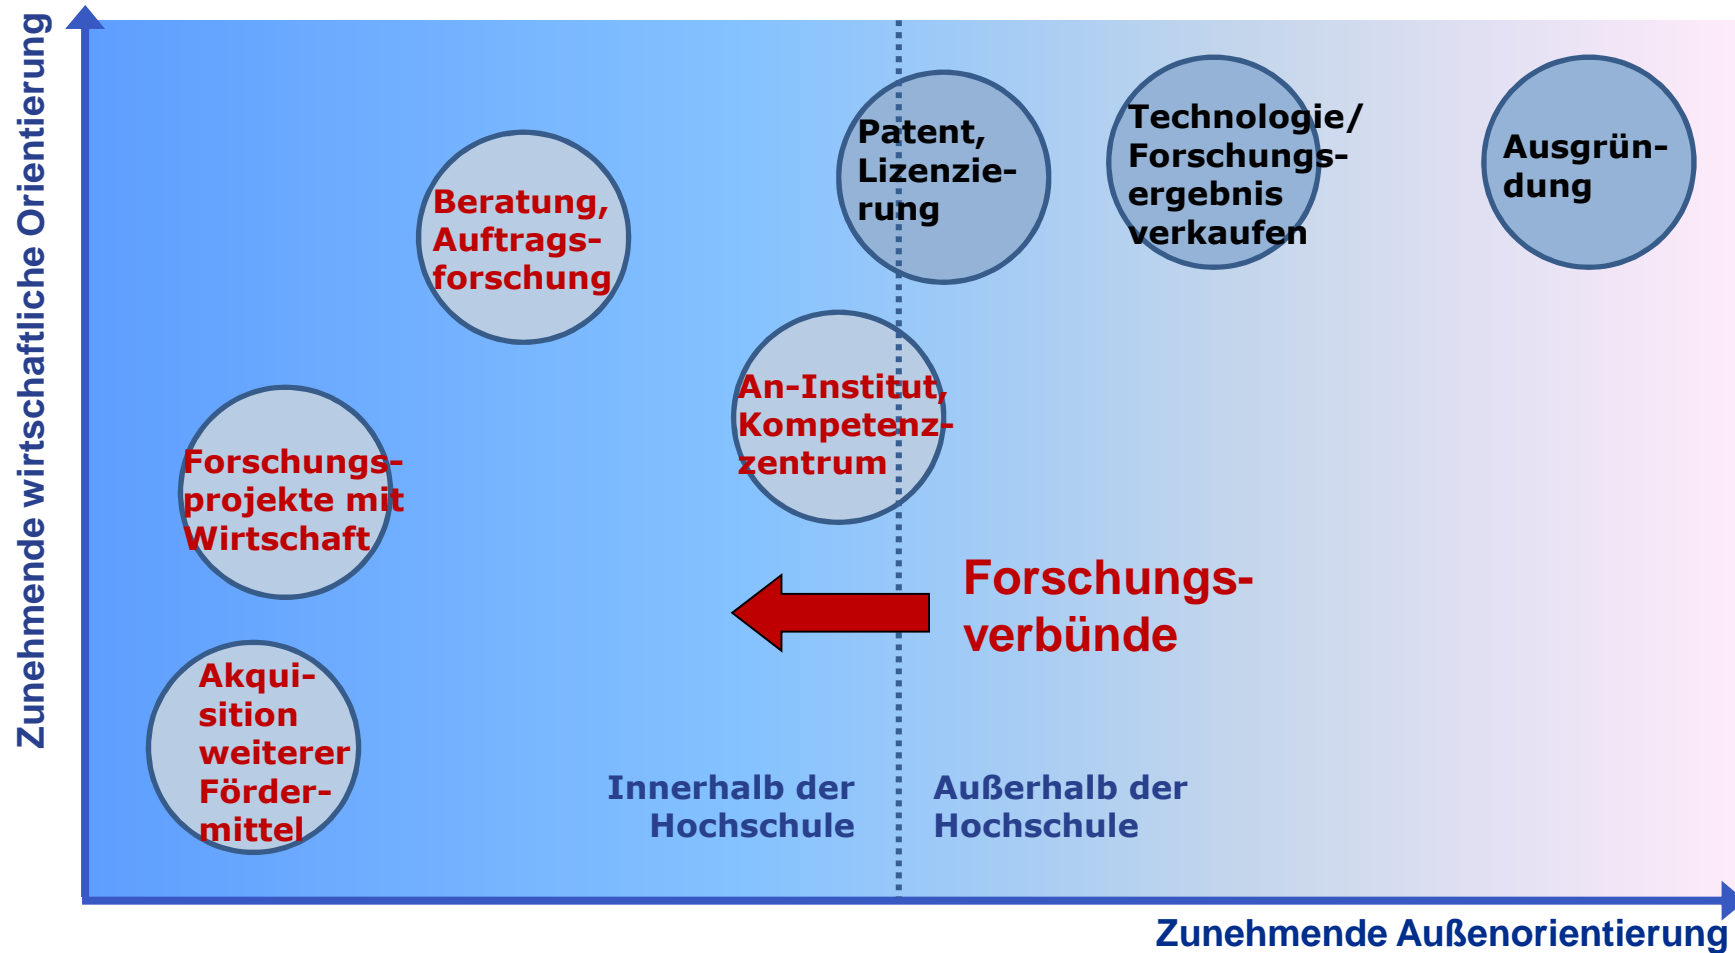 Zunehmende wirtschaftliche Orientierung
Beratung,
Auftrags-
forschung
Patent,
Lizenzie-
rung
Technologie/
Forschungs-
ergebnis
verkaufen
Ausgrün-
dung
An-Institut,
Kompetenz-
zentrum
Forschungs-
projekte mit
Wirtschaft
Forschungs-
verbünde
Akqui-
sition
weiterer
Förder-
mittel
Innerhalb der
Hochschule
Außerhalb der
Hochschule
Zunehmende Außenorientierung